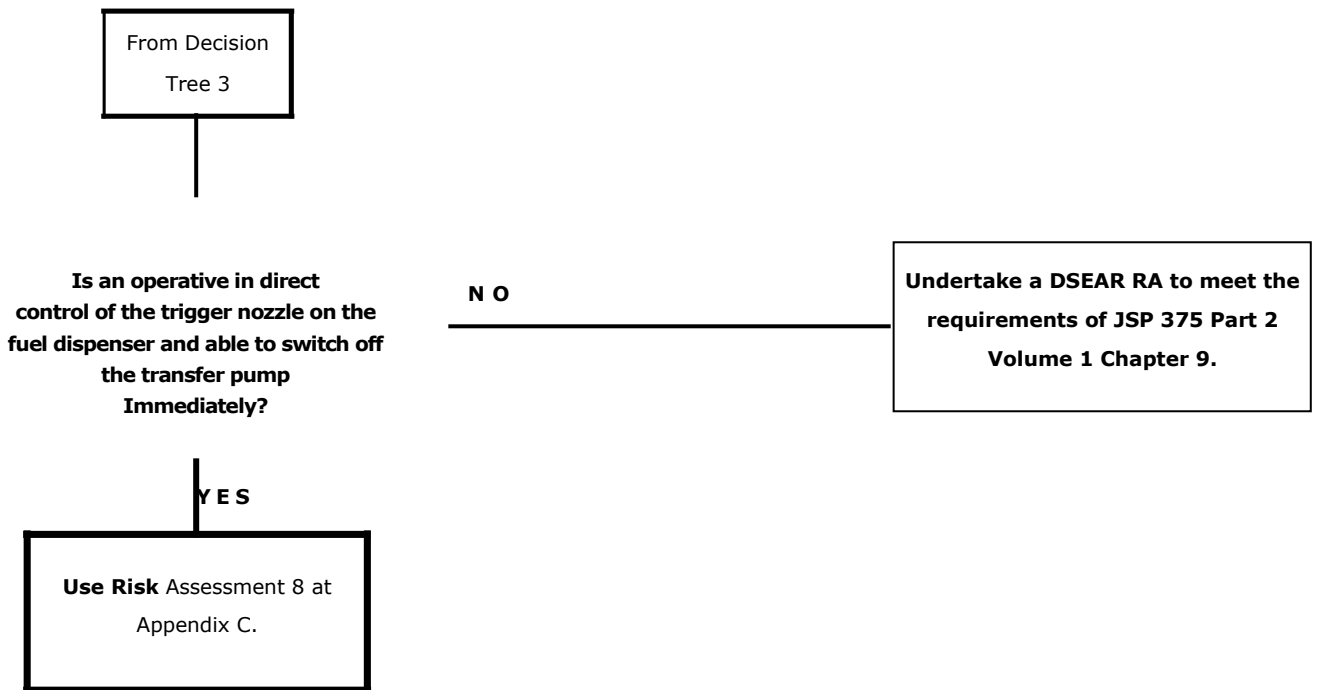 From Decision
Tree 3
Is an operative in direct
control of the trigger nozzle on the
fuel dispenser and able to switch off
the transfer pump
Immediately?
N O
Undertake a DSEAR RA to meet the
requirements of JSP 375 Part 2
Volume 1 Chapter 9.
Y E S
Use Risk Assessment 8 at
Appendix C.